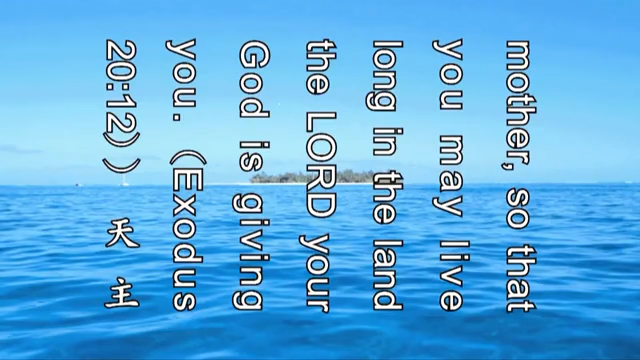 mother, so that
you may live
long in the land
the LORD your
God is giving
you. (Exodus
20:12) ) 天 主